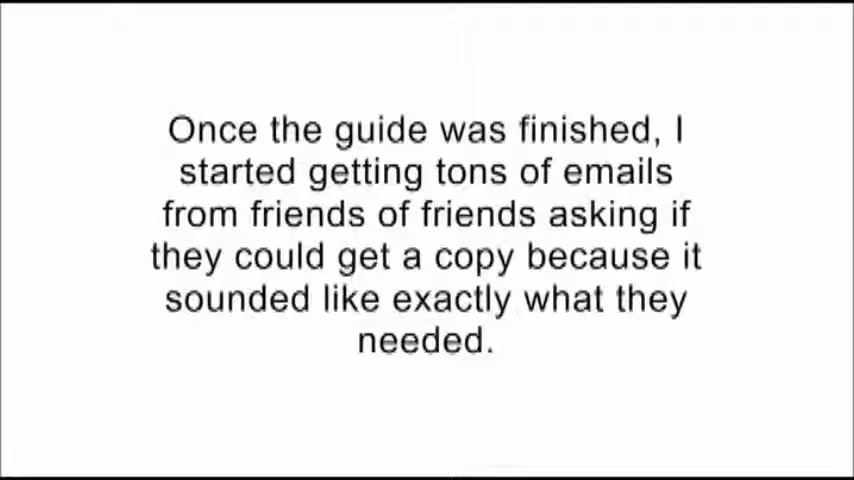 Once the guide was finished, I
started getting tons of emails
from friends of friends asking if
they could get a copy because it
sounded like exactly what they
needed.